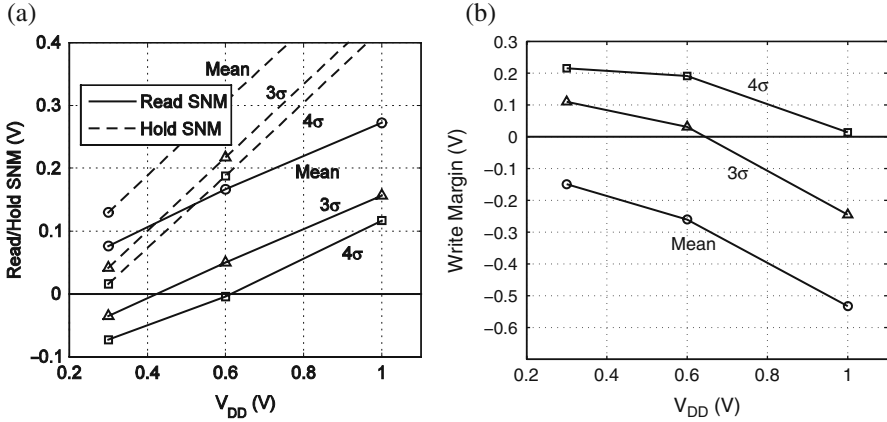 (a)
0.4
0.3
0.2
0.1
0
−0.1
0.2
0.4
0.6
0.8
1
Read/Hold SNM (V)
V_DD (V)
Read SNM
Hold SNM
Mean
3σ
4σ
Mean
3σ
4σ
(b)
0.3
0.2
0.1
0
−0.1
−0.2
−0.3
−0.4
−0.5
−0.6
0.2
0.4
0.6
0.8
1
Write Margin (V)
V_DD (V)
4σ
3σ
Mean